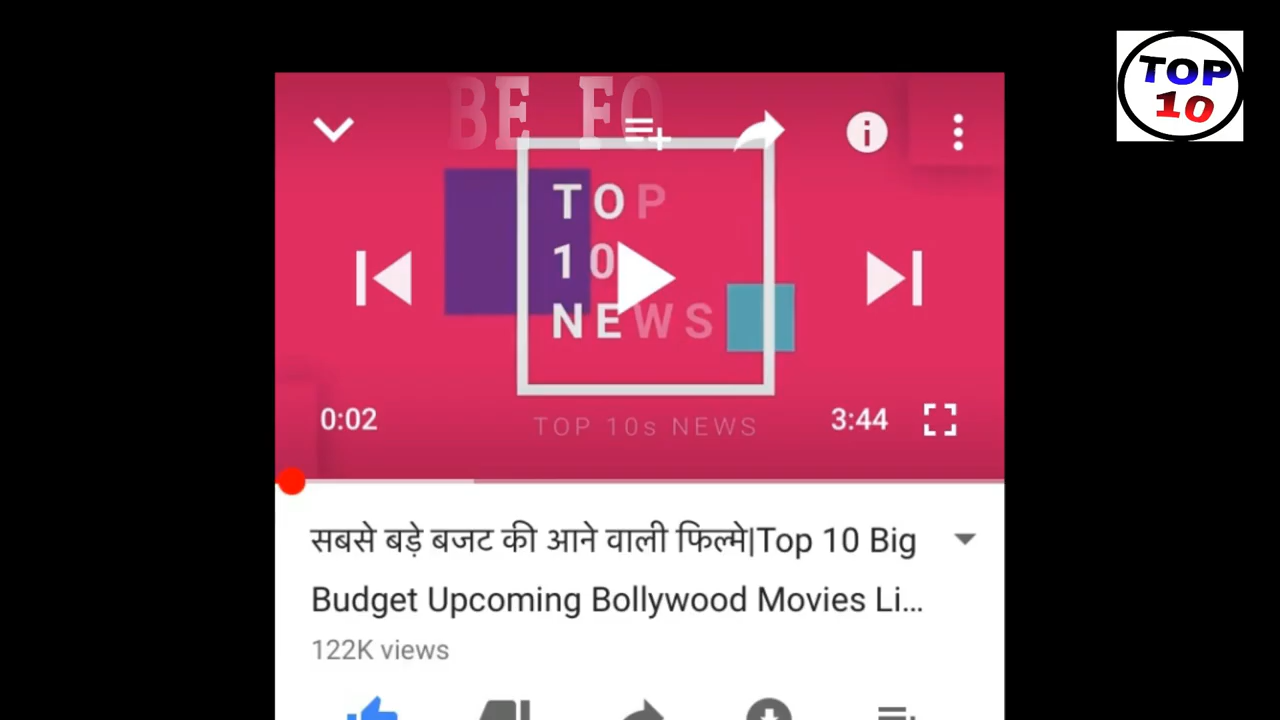 BE FO
TOP
10
TOP
10
NEWS
0:02
3:44
TOP 10s NEWS
सबसे बड़े बजट की आने वाली फिल्मे|Top 10 Big
Budget Upcoming Bollywood Movies Li...
122K views